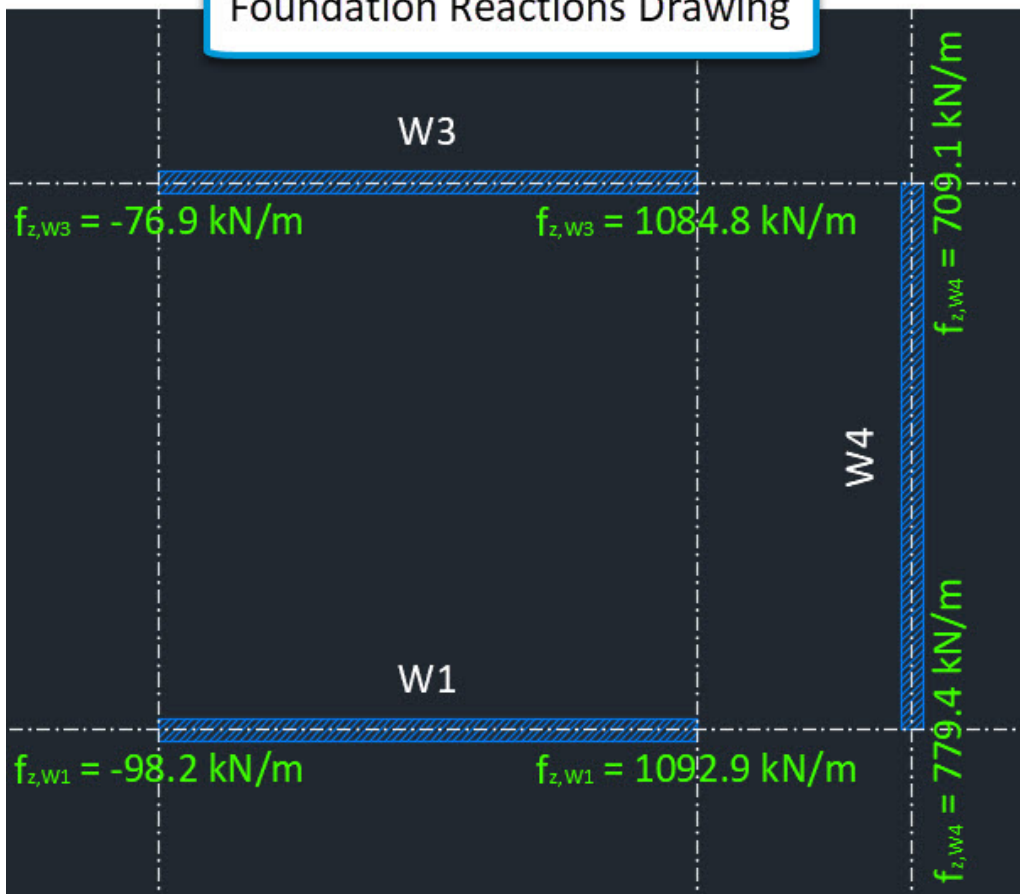 Foundation Reactions Drawing
W3
fz,W3 = -76.9 kN/m
fz,W3 = 1084.8 kN/m
fz,W4 = 709.1 kN/m
W4
W1
fz,W1 = -98.2 kN/m
fz,W1 = 1092.9 kN/m
fz,W4 = 779.4 kN/m